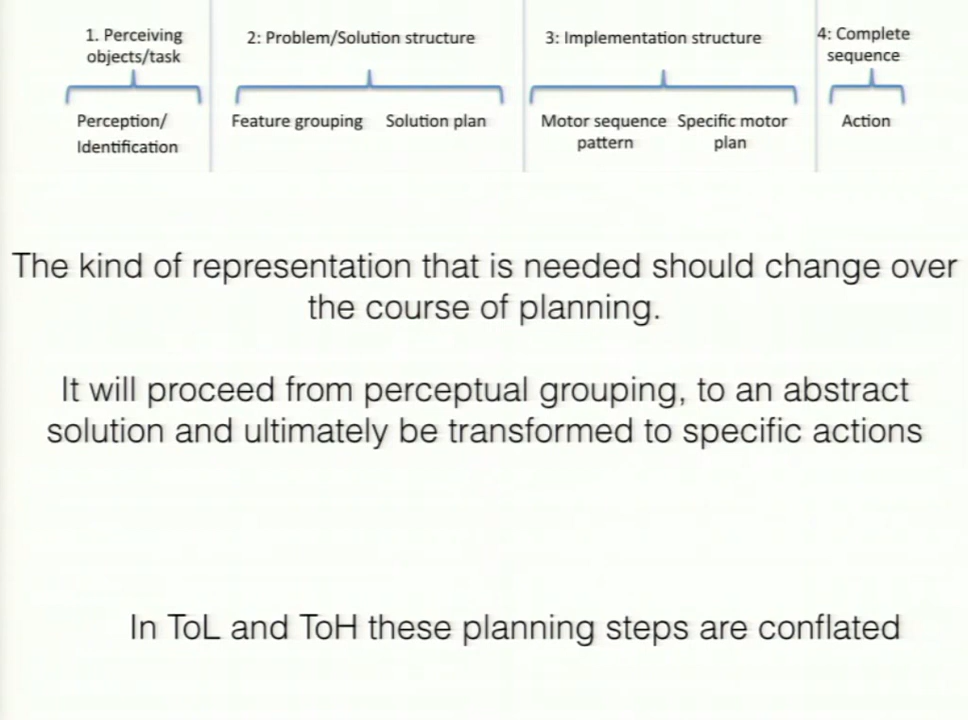 1. Perceiving objects/task
2: Problem/Solution structure
3: Implementation structure
4: Complete sequence
Perception/ Identification
Feature grouping
Solution plan
Motor sequence pattern
Specific motor plan
Action
The kind of representation that is needed should change over
the course of planning.
It will proceed from perceptual grouping, to an abstract
solution and ultimately be transformed to specific actions
In ToL and ToH these planning steps are conflated